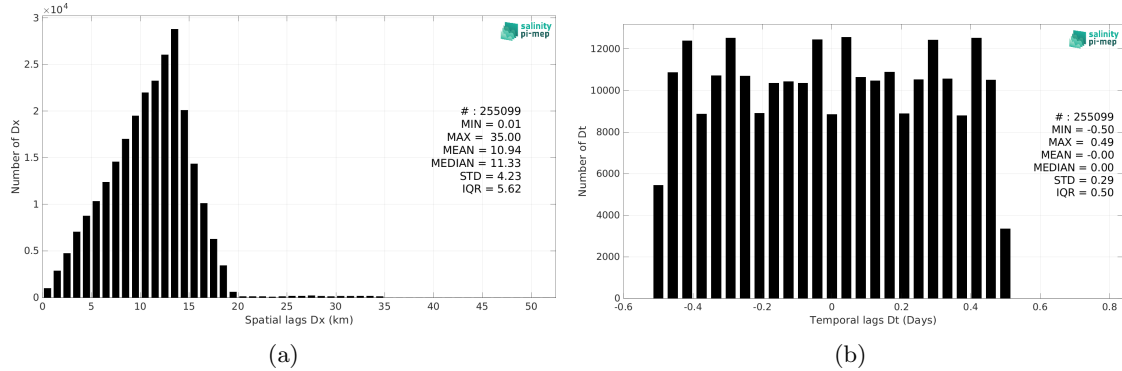 ×10⁴
3
2.5
2
1.5
1
0.5
0
Number of Dx
salinity
pi-mep
# : 255099
MIN = 0.01
MAX = 35.00
MEAN = 10.94
MEDIAN = 11.33
STD = 4.23
IQR = 5.62
0 5 10 15 20 25 30 35 40 45 50
Spatial lags Dx (km)
(a)
12000
10000
8000
6000
4000
2000
0
Number of Dt
salinity
pi-mep
# : 255099
MIN = -0.50
MAX = 0.49
MEAN = -0.00
MEDIAN = 0.00
STD = 0.29
IQR = 0.50
-0.6 -0.4 -0.2 0 0.2 0.4 0.6 0.8
Temporal lags Dt (Days)
(b)